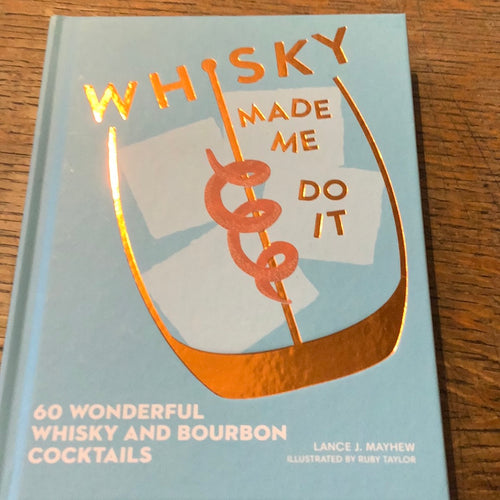 WHISKY
MADE
ME
DO
IT
60 WONDERFUL
WHISKY AND BOURBON
COCKTAILS
LANCE J. MAYHEW
ILLUSTRATED BY RUBY TAYLOR